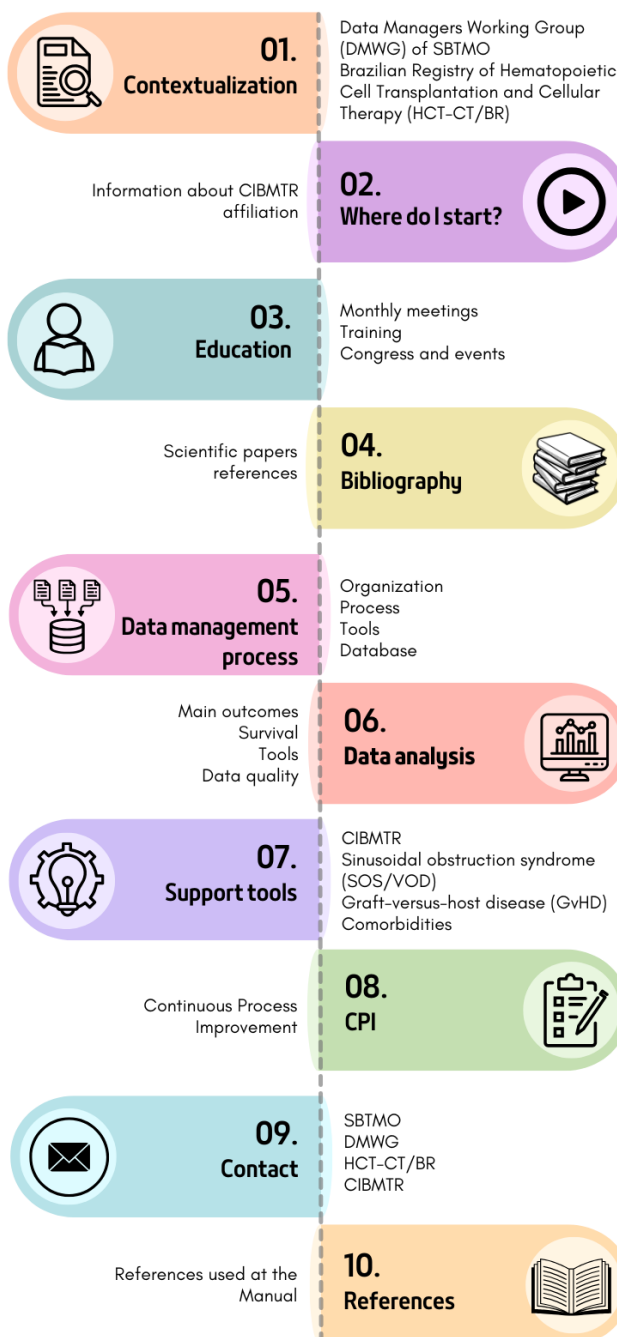 01.
Contextualization
Data Managers Working Group
(DMWG) of SBTMO
Brazilian Registry of Hematopoietic
Cell Transplantation and Cellular
Therapy (HCT-CT/BR)
Information about CIBMTR
affiliation
02.
Where do I start?
03.
Education
Monthly meetings
Training
Congress and events
Scientific papers
references
04.
Bibliography
05.
Data management
process
Organization
Process
Tools
Database
Main outcomes
Survival
Tools
Data quality
06.
Data analysis
07.
Support tools
CIBMTR
Sinusoidal obstruction syndrome
(SOS/VOD)
Graft-versus-host disease (GvHD)
Comorbidities
Continuous Process
Improvement
08.
CPI
09.
Contact
SBTMO
DMWG
HCT-CT/BR
CIBMTR
References used at the
Manual
10.
References